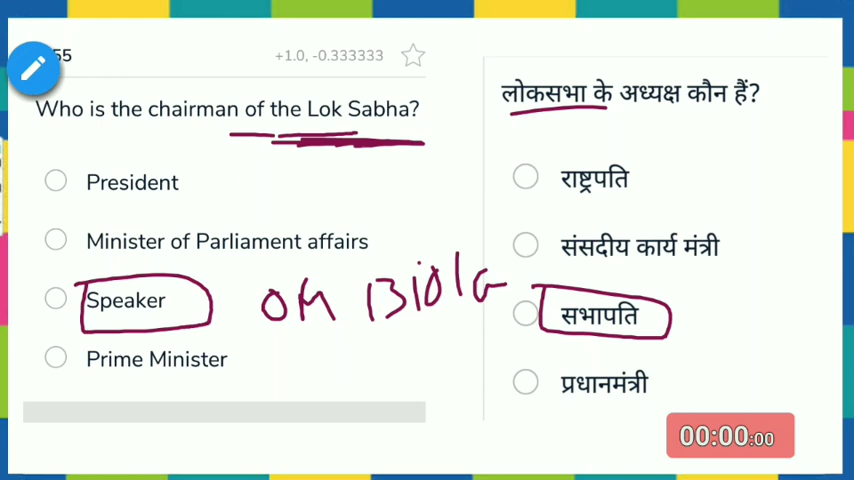 55
+1.0, -0.333333
Who is the chairman of the Lok Sabha?
President
Minister of Parliament affairs
Speaker
OM Birla
Prime Minister
लोकसभा के अध्यक्ष कौन हैं?
राष्ट्रपति
संसदीय कार्य मंत्री
सभापति
प्रधानमंत्री
00:00:00